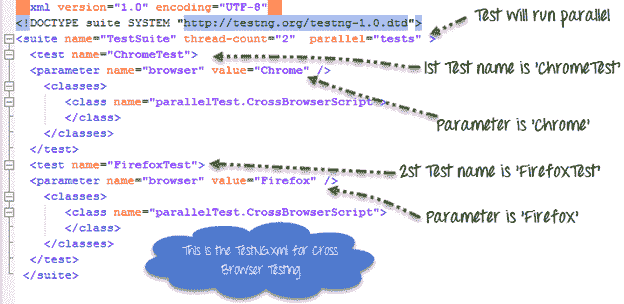 xml version="1.0" encoding="UTF-8"
<!DOCTYPE suite SYSTEM "http://testng.org/testng-1.0.dtd">
<suite name="TestSuite" thread-count="2" parallel="tests" >
Test will run parallel
<test name="ChromeTest">
1st Test name is 'ChromeTest'
<parameter name="browser" value="Chrome" />
<classes>
<class name="parallelTest.CrossBrowserScript">
Parameter is 'Chrome'
</class>
</classes>
</test>
<test name="FirefoxTest">
2st Test name is 'FirefoxTest'
<parameter name="browser" value="Firefox" />
Parameter is 'Firefox'
<classes>
<class name="parallelTest.CrossBrowserScript">
</class>
</classes>
</test>
</suite>
This is the TestNG.xml for Cross
Browser Testng